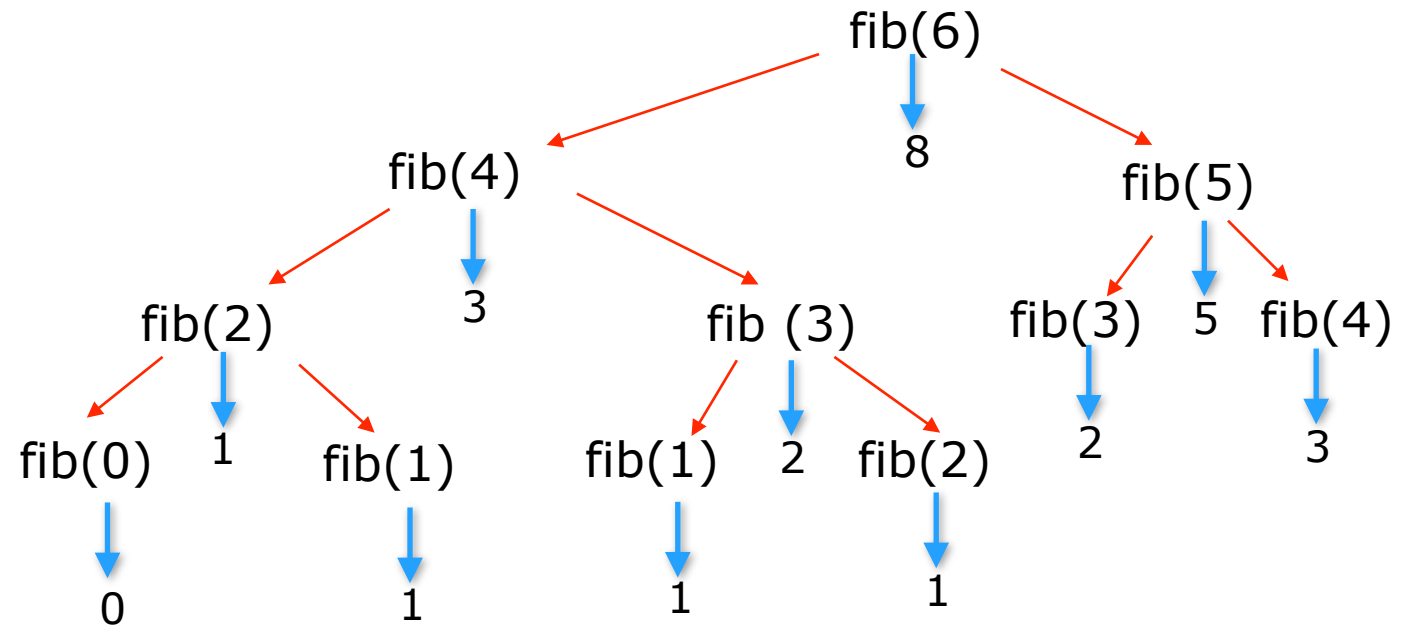 fib(6)
8
fib(4)
fib(5)
3
fib(2)
fib (3)
fib(3)
5
fib(4)
fib(0)
1
fib(1)
fib(1)
2
fib(2)
2
3
0
1
1
1